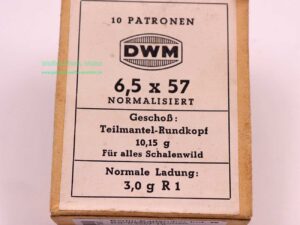 10 PATRONEN
DWM
6,5 x 57
NORMALISIERT
Geschoß:
Teilmantel-Rundkopf
10,15 g
Für alles Schalenwild
Normale Ladung:
3,0 g R 1